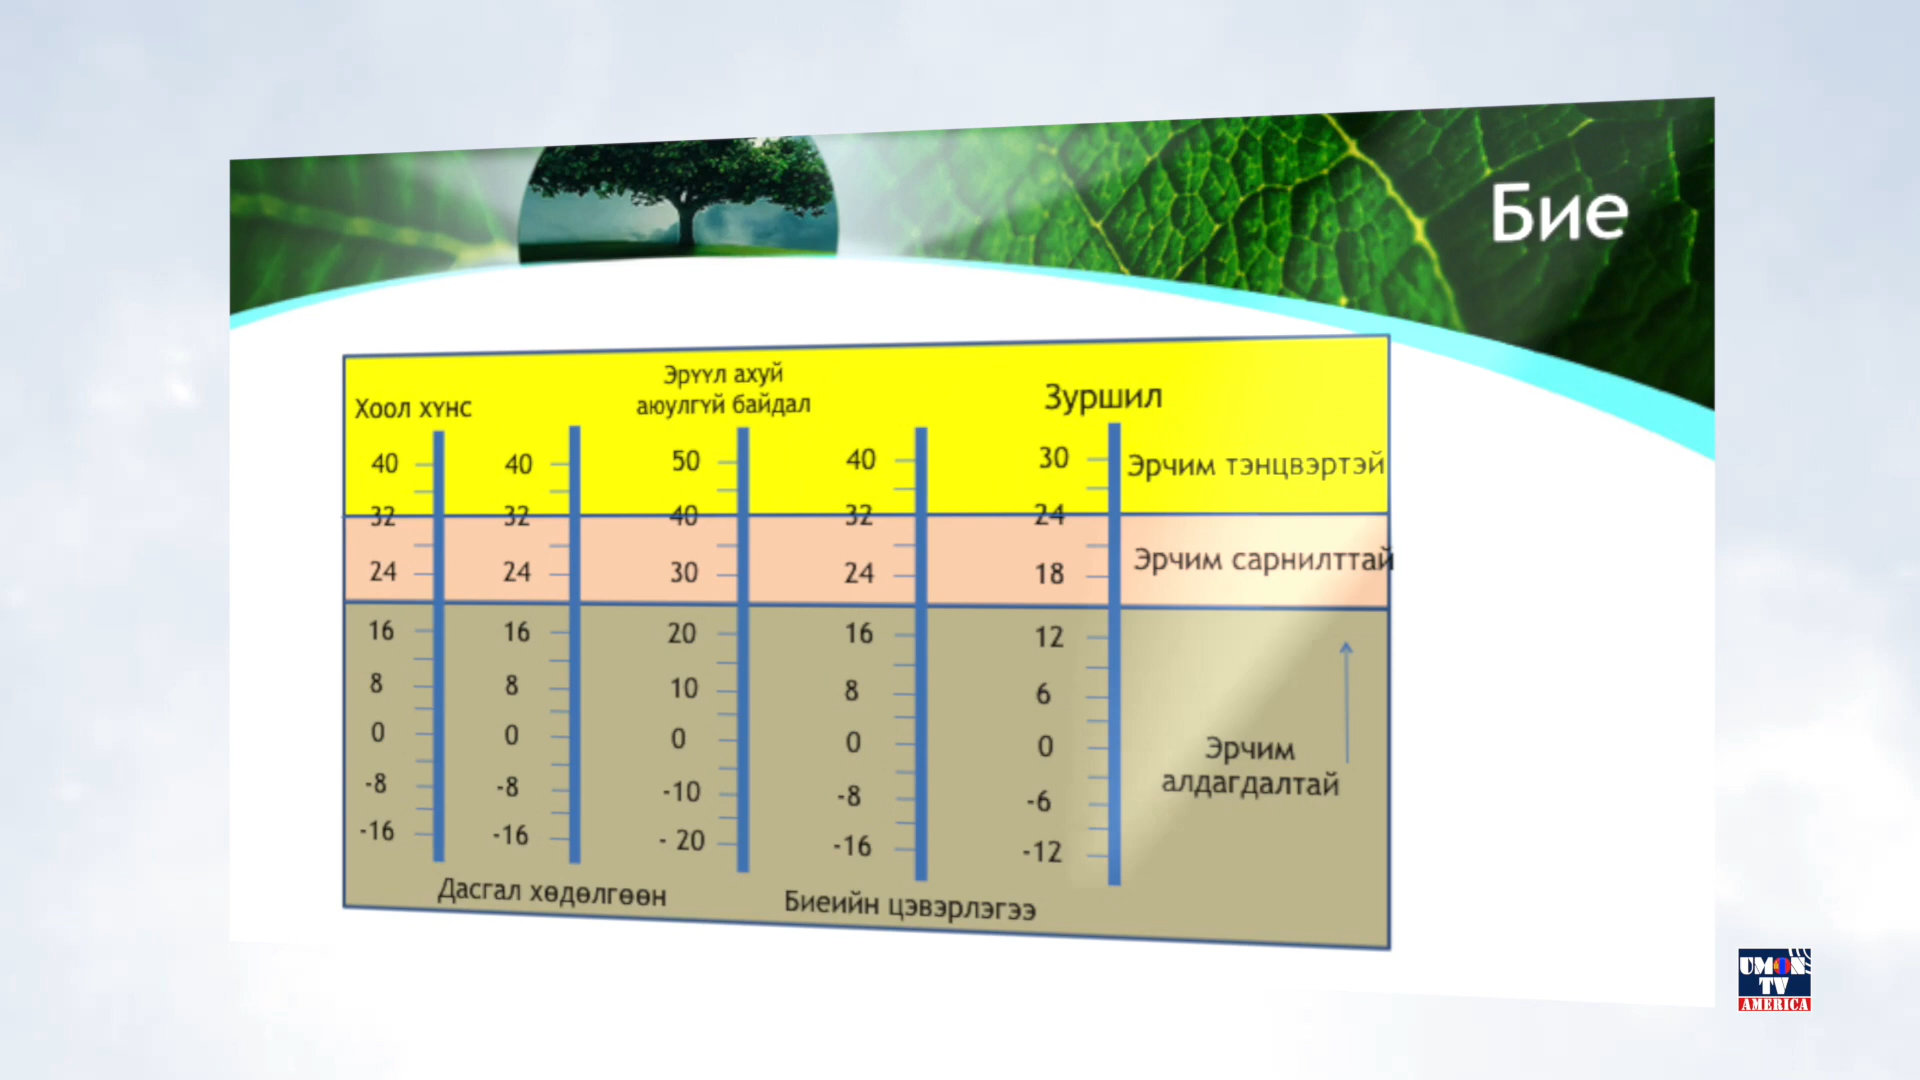 Бие
Эрүүл ахуй
аюулгүй байдал
Хоол хүнс
Зуршил
40 40 50 40 30 Эрчим тэнцвэртэй
32 32 40 32 24
24 24 30 24 18 Эрчим сарнилттай
16 16 20 16 12
8 8 10 8 6
0 0 0 0 0 Эрчим
алдагдалтай
-8 -8 -10 -8 -6
-16 -16 - 20 -16 -12
Дасгал хөдөлгөөн
Биеийн цэвэрлэгээ
UMON
TV
AMERICA